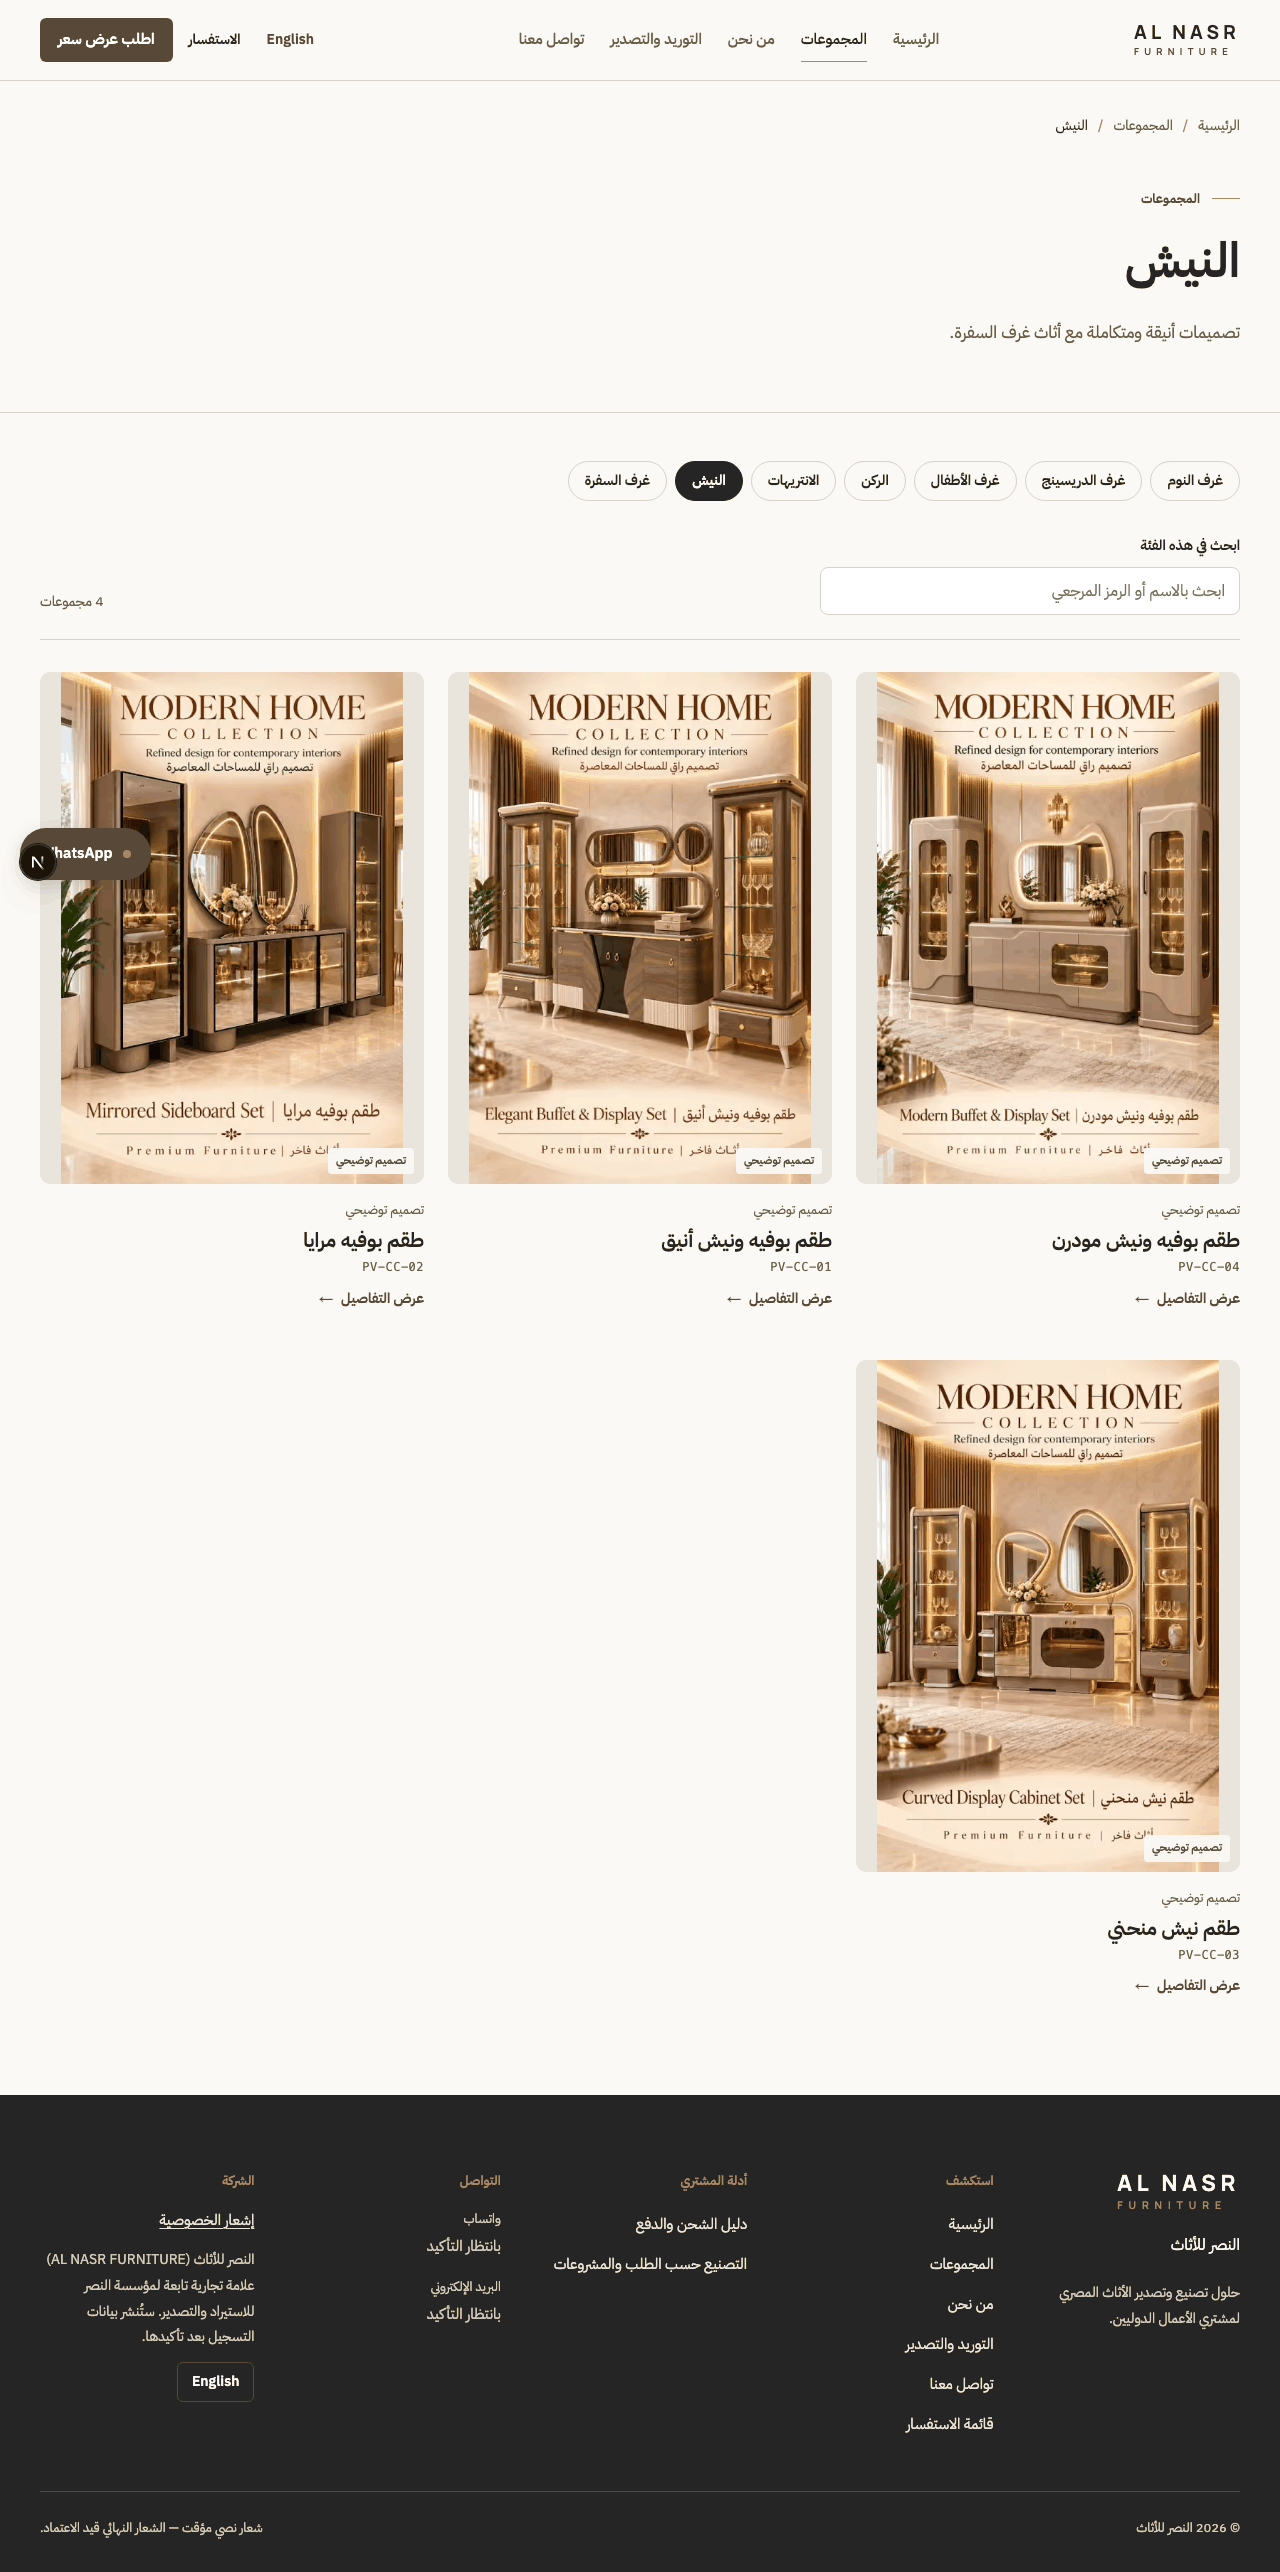 AL NASR
FURNITURE
الرئيسية
المجموعات
من نحن
التوريد والتصدير
تواصل معنا
English
الاستفسار
اطلب عرض سعر
الرئيسية / المجموعات / النيش
المجموعات
النيش
تصميمات أنيقة ومتكاملة مع أثاث غرف السفرة.
غرف النوم
غرف الدريسينج
غرف الأطفال
الركن
الانتريهات
النيش
غرف السفرة
ابحث في هذه الفئة
ابحث بالاسم أو الرمز المرجعي
4 مجموعات
MODERN HOME
COLLECTION
Refined design for contemporary interiors
تصميم راقٍ للمساحات المعاصرة
Modern Buffet & Display Set | طقم بوفيه ونيش مودرن
Premium Furniture | أثاث فاخر
تصميم توضيحي
تصميم توضيحي
طقم بوفيه ونيش مودرن
PV-CC-04
عرض التفاصيل ←
MODERN HOME
COLLECTION
Refined design for contemporary interiors
تصميم راقٍ للمساحات المعاصرة
Elegant Buffet & Display Set | طقم بوفيه ونيش أنيق
Premium Furniture | أثاث فاخر
تصميم توضيحي
تصميم توضيحي
طقم بوفيه ونيش أنيق
PV-CC-01
عرض التفاصيل ←
MODERN HOME
COLLECTION
Refined design for contemporary interiors
تصميم راقٍ للمساحات المعاصرة
Mirrored Sideboard Set | طقم بوفيه مرايا
Premium Furniture | أثاث فاخر
تصميم توضيحي
تصميم توضيحي
طقم بوفيه مرايا
PV-CC-02
عرض التفاصيل ←
hatsApp
N
MODERN HOME
COLLECTION
Refined design for contemporary interiors
تصميم راقٍ للمساحات المعاصرة
Curved Display Cabinet Set | طقم نيش منحني
Premium Furniture | أثاث فاخر
تصميم توضيحي
تصميم توضيحي
طقم نيش منحني
PV-CC-03
عرض التفاصيل ←
AL NASR
FURNITURE
النصر للأثاث
حلول تصنيع وتصدير الأثاث المصري
لمشتري الأعمال الدوليين.
استكشف
الرئيسية
المجموعات
من نحن
التوريد والتصدير
تواصل معنا
قائمة الاستفسار
أدلة المشتري
دليل الشحن والدفع
التصنيع حسب الطلب والمشروعات
التواصل
واتساب
بانتظار التأكيد
البريد الإلكتروني
بانتظار التأكيد
الشركة
إشعار الخصوصية
النصر للأثاث (AL NASR FURNITURE)
علامة تجارية تابعة لمؤسسة النصر
للاستيراد والتصدير. ستُنشر بيانات
التسجيل بعد تأكيدها.
English
© 2026 النصر للأثاث
شعار نصي مؤقت — الشعار النهائي قيد الاعتماد.